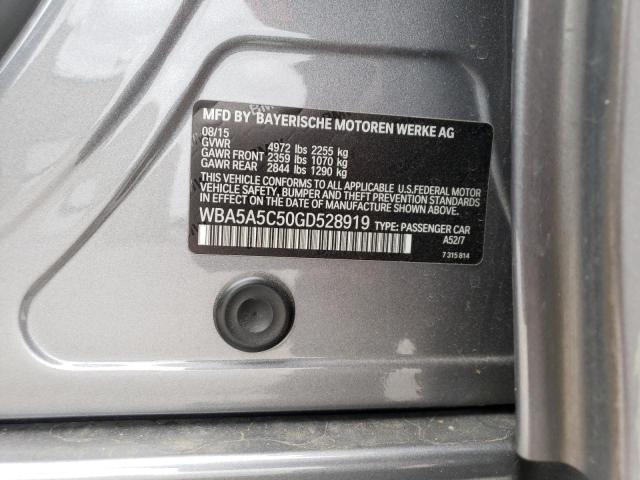 MFD BY BAYERISCHE MOTOREN WERKE AG
08/15
GVWR 4972 lbs 2255 kg
GAWR FRONT 2359 lbs 1070 kg
GAWR REAR 2844 lbs 1290 kg
THIS VEHICLE CONFORMS TO ALL APPLICABLE U.S.FEDERAL MOTOR
VEHICLE SAFETY, BUMPER AND THEFT PREVENTION STANDARDS
IN EFFECT ON THE DATE OF MANUFACTURE SHOWN ABOVE.
WBA5A5C50GD528919 TYPE: PASSENGER CAR
A52/7
7 315 814